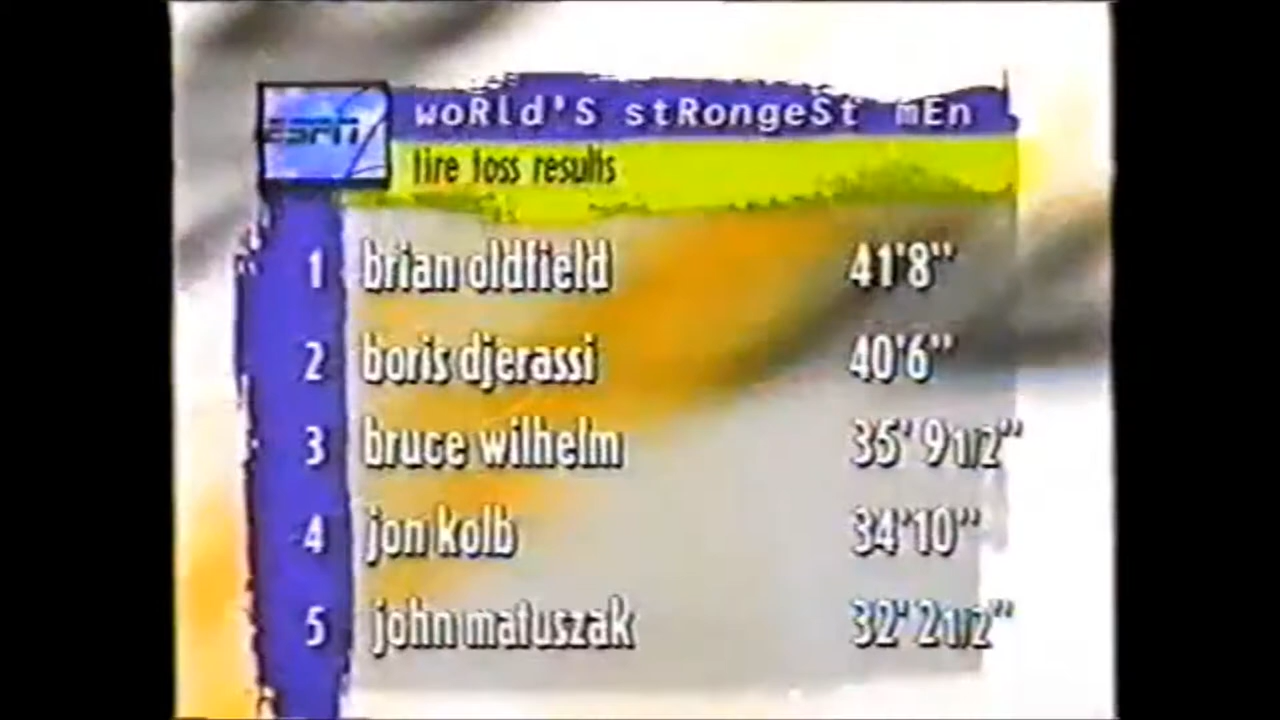 ESPN2
woRld'S stRongeSt mEn
tire toss results
1 brian oldfield 41'8"
2 boris djerassi 40'6"
3 bruce wilhelm 35' 9 1/2"
4 jon kolb 34'10"
5 john matuszak 32' 2 1/2"